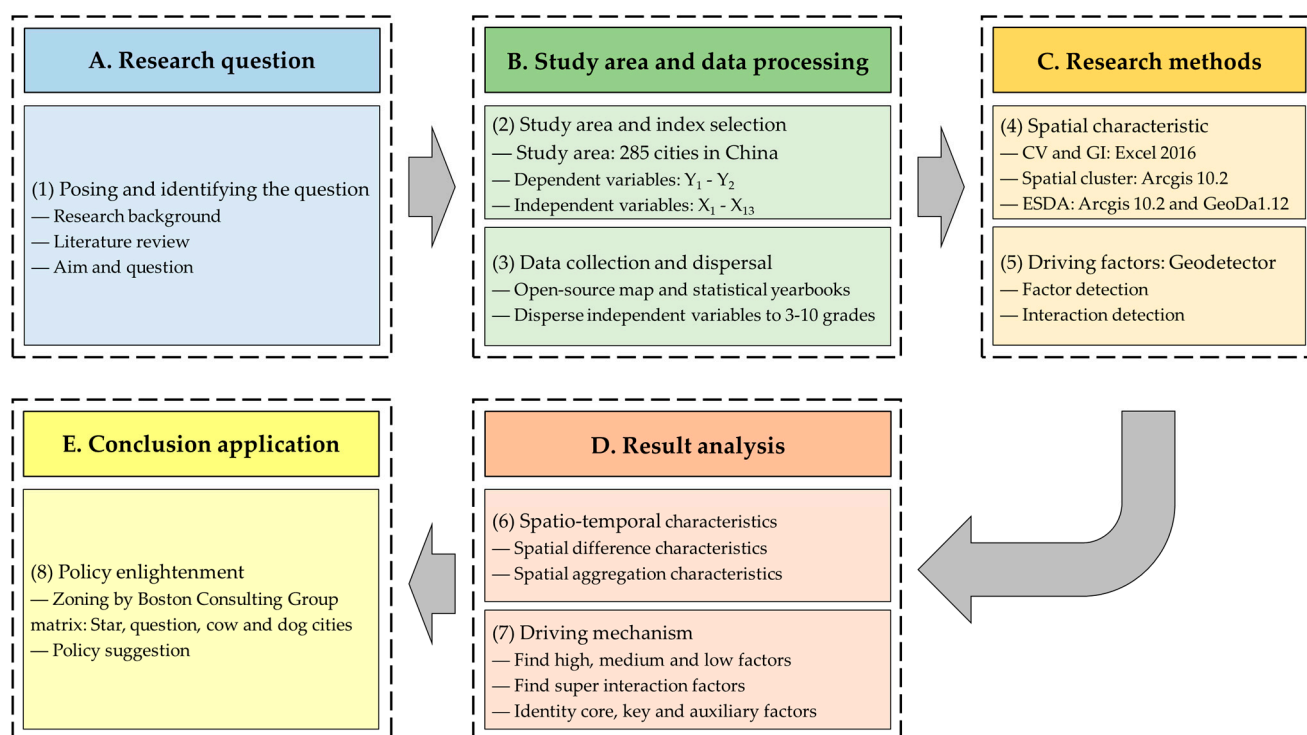 A. Research question
(1) Posing and identifying the question
— Research background
— Literature review
— Aim and question
B. Study area and data processing
(2) Study area and index selection
— Study area: 285 cities in China
— Dependent variables: Y₁ - Y₂
— Independent variables: X₁ - X₁₃
(3) Data collection and dispersal
— Open-source map and statistical yearbooks
— Disperse independent variables to 3-10 grades
C. Research methods
(4) Spatial characteristic
— CV and GI: Excel 2016
— Spatial cluster: Arcgis 10.2
— ESDA: Arcgis 10.2 and GeoDa1.12
(5) Driving factors: Geodetector
— Factor detection
— Interaction detection
D. Result analysis
(6) Spatio-temporal characteristics
— Spatial difference characteristics
— Spatial aggregation characteristics
(7) Driving mechanism
— Find high, medium and low factors
— Find super interaction factors
— Identity core, key and auxiliary factors
E. Conclusion application
(8) Policy enlightenment
— Zoning by Boston Consulting Group
matrix: Star, question, cow and dog cities
— Policy suggestion